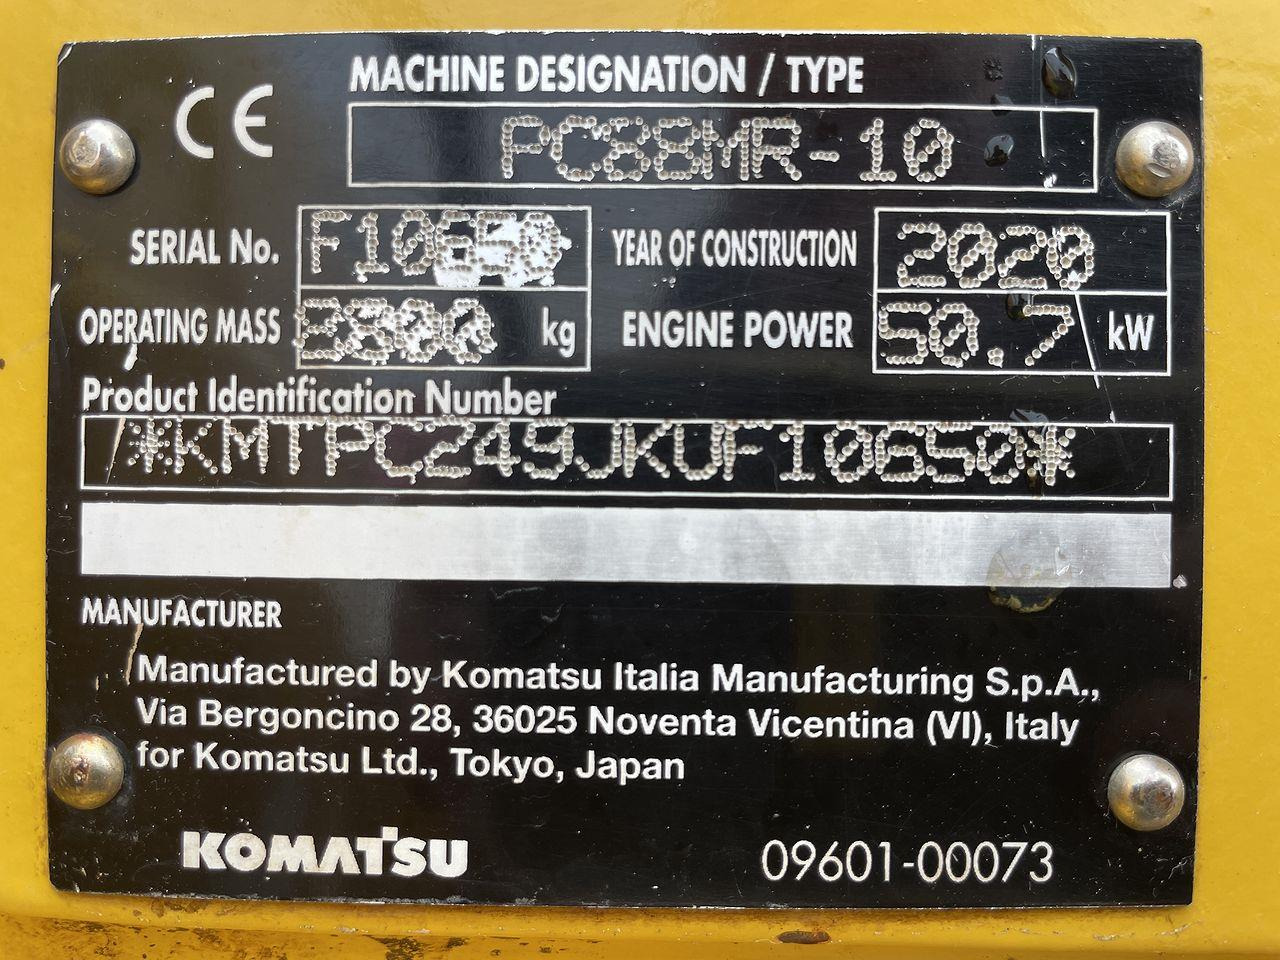 CE
MACHINE DESIGNATION / TYPE
PC88MR-10
SERIAL No. F10650 YEAR OF CONSTRUCTION 2020
OPERATING MASS kg ENGINE POWER 50.7 kW
Product Identification Number
*KMTPC249JKUF10650*
MANUFACTURER
Manufactured by Komatsu Italia Manufacturing S.p.A.,
Via Bergoncino 28, 36025 Noventa Vicentina (VI), Italy
for Komatsu Ltd., Tokyo, Japan
KOMATSU 09601-00073